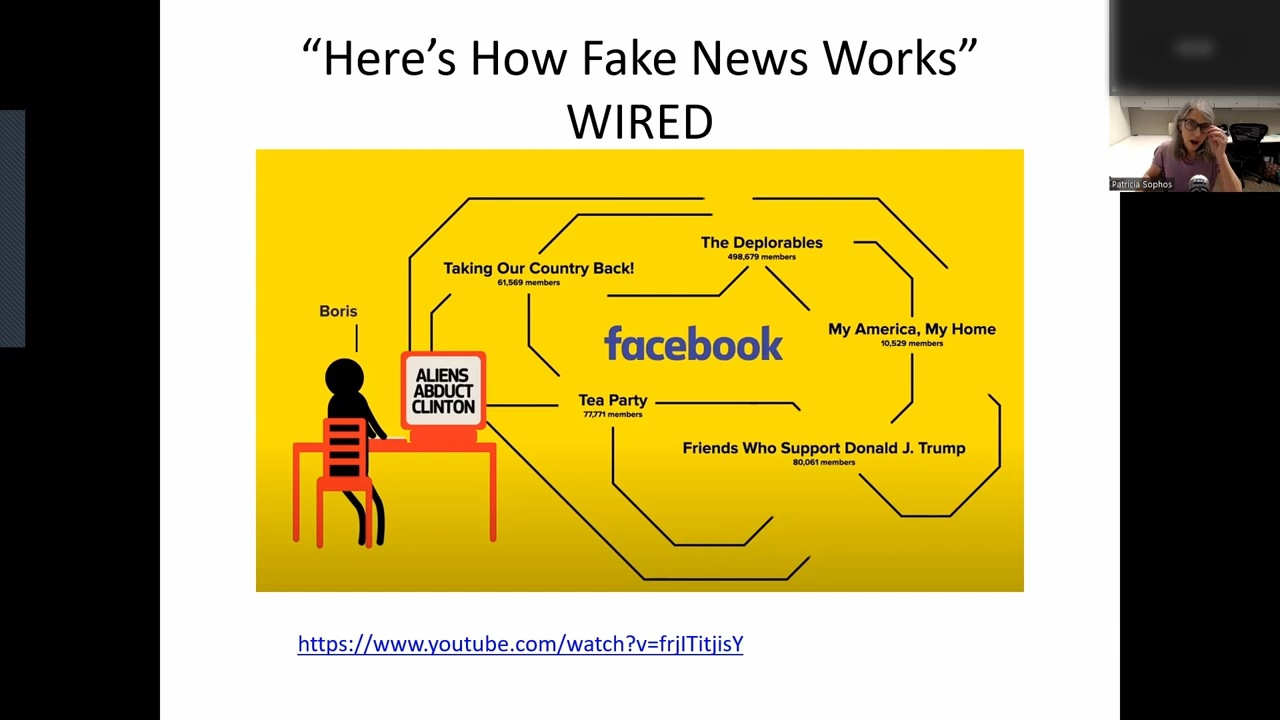 “Here’s How Fake News Works”
WIRED
The Deplorables
498,679 members
Taking Our Country Back!
61,569 members
Boris
My America, My Home
10,529 members
facebook
ALIENS
ABDUCT
CLINTON
Tea Party
77,771 members
Friends Who Support Donald J. Trump
80,061 members
https://www.youtube.com/watch?v=frjITitjisY
Patricia Sophos